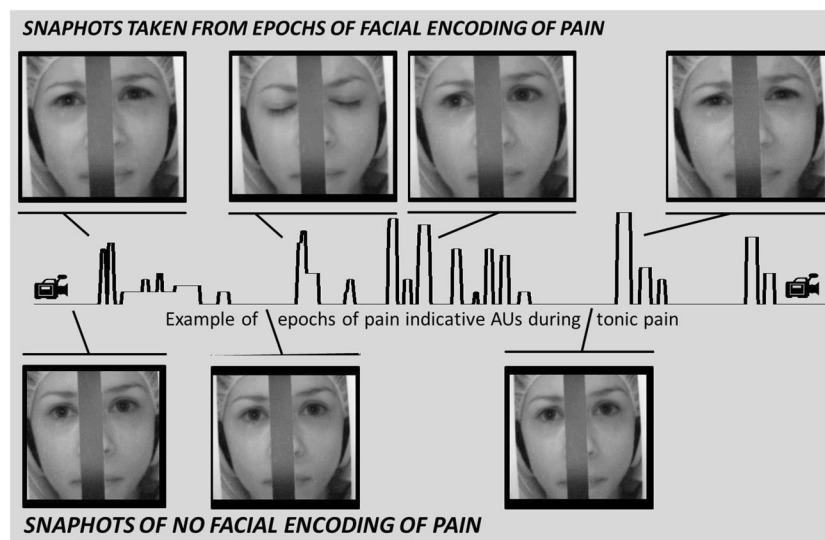 SNAPHOTS TAKEN FROM EPOCHS OF FACIAL ENCODING OF PAIN
Example of epochs of pain indicative AUs during tonic pain
SNAPHOTS OF NO FACIAL ENCODING OF PAIN